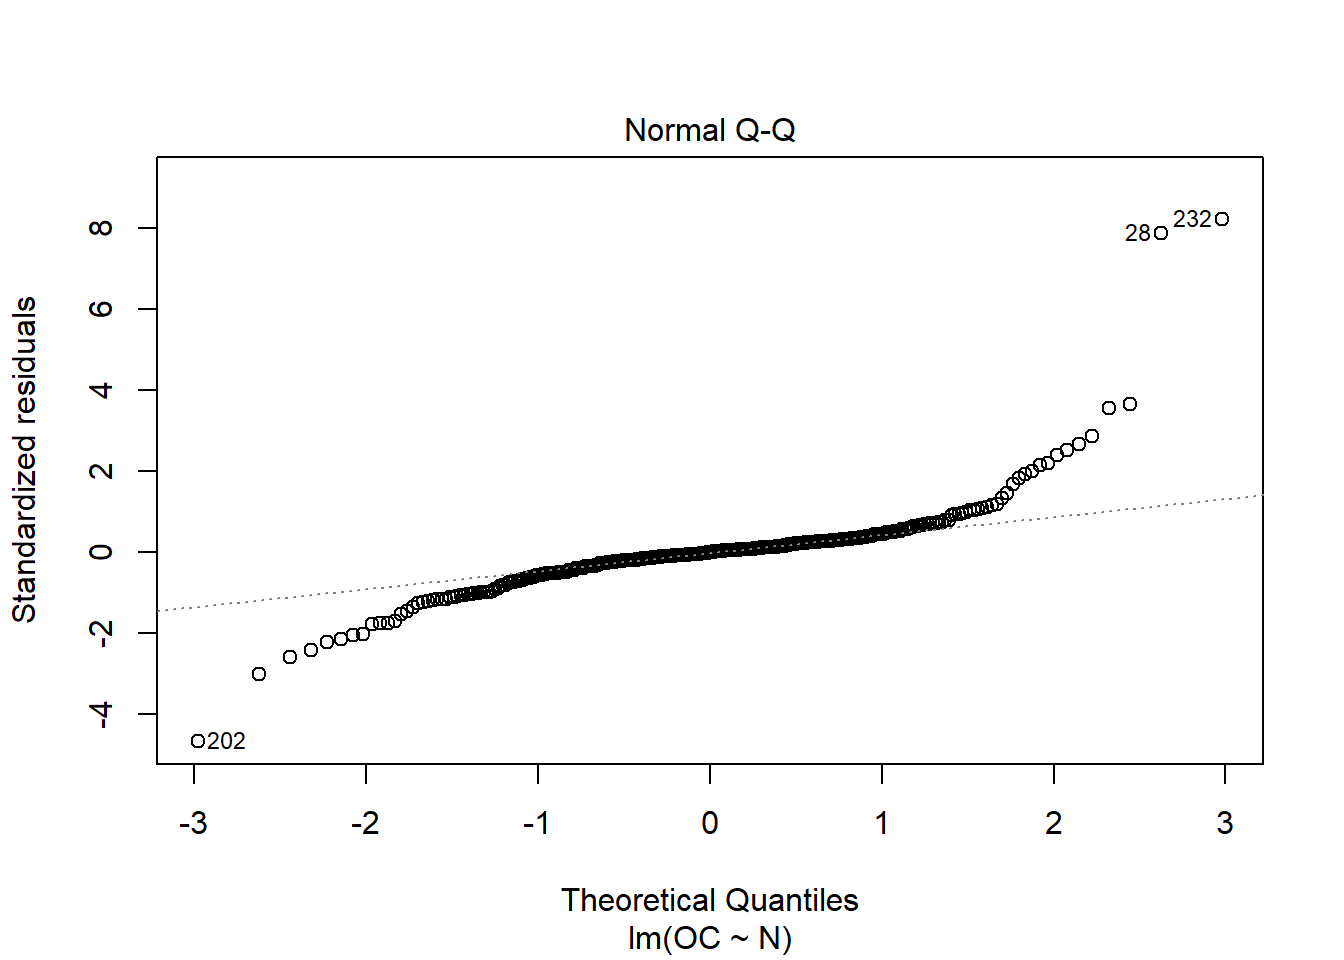 Normal Q-Q
Standardized residuals
8
6
4
2
0
-2
-4
28
232
202
-3 -2 -1 0 1 2 3
Theoretical Quantiles
lm(OC ~ N)